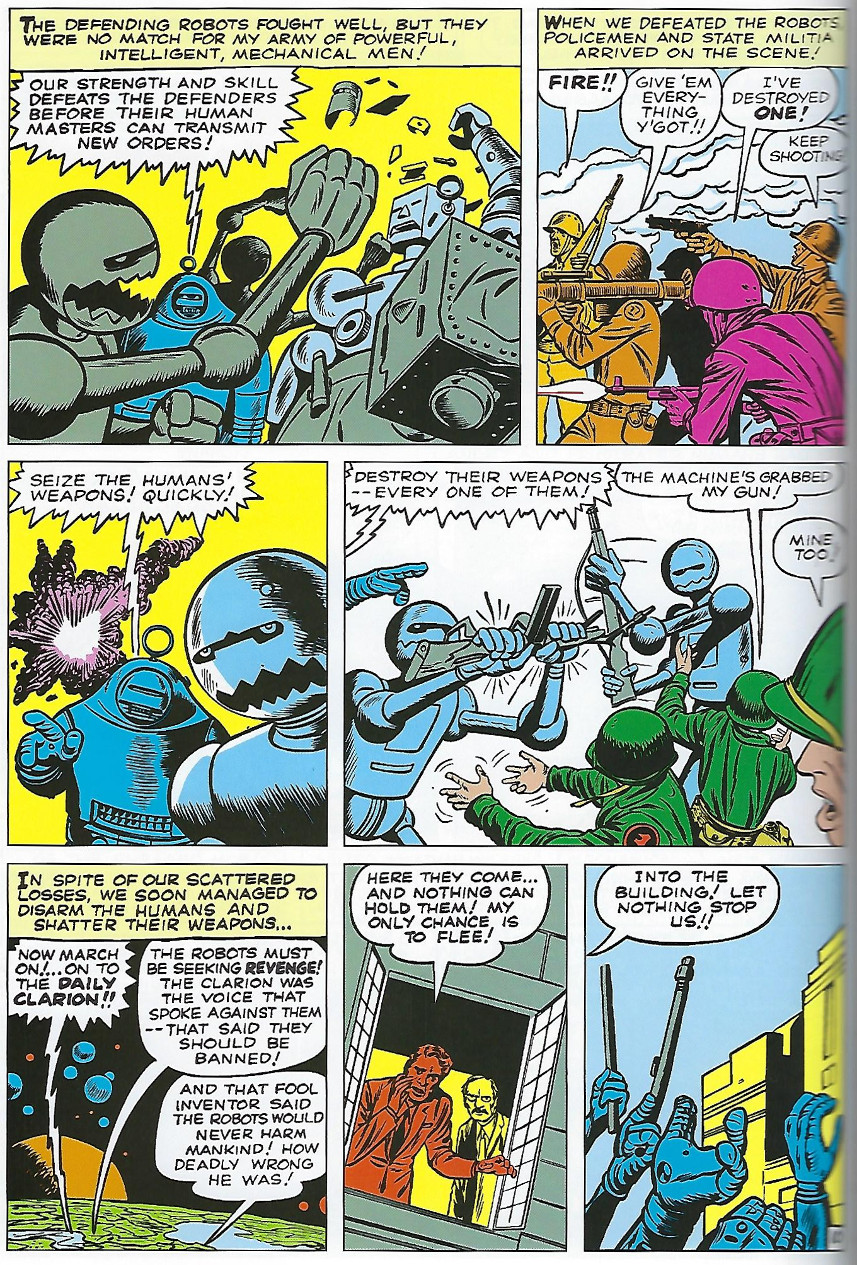 THE DEFENDING ROBOTS FOUGHT WELL, BUT THEY
WERE NO MATCH FOR MY ARMY OF POWERFUL,
INTELLIGENT, MECHANICAL MEN!
OUR STRENGTH AND SKILL
DEFEATS THE DEFENDERS
BEFORE THEIR HUMAN
MASTERS CAN TRANSMIT
NEW ORDERS!
WHEN WE DEFEATED THE ROBOTS
POLICEMEN AND STATE MILITIA
ARRIVED ON THE SCENE!
FIRE!!
GIVE 'EM
EVERY-
THING
Y'GOT!!
I'VE
DESTROYED
ONE!
KEEP
SHOOTING
SEIZE THE HUMANS'
WEAPONS! QUICKLY!
DESTROY THEIR WEAPONS
--EVERY ONE OF THEM!
THE MACHINE'S GRABBED
MY GUN!
MINE
TOO!
IN SPITE OF OUR SCATTERED
LOSSES, WE SOON MANAGED TO
DISARM THE HUMANS AND
SHATTER THEIR WEAPONS...
NOW MARCH
ON!...ON TO
THE DAILY
CLARION!!
THE ROBOTS MUST
BE SEEKING REVENGE!
THE CLARION WAS
THE VOICE THAT
SPOKE AGAINST THEM
--THAT SAID THEY
SHOULD BE
BANNED!
AND THAT FOOL
INVENTOR SAID
THE ROBOTS WOULD
NEVER HARM
MANKIND! HOW
DEADLY WRONG
HE WAS!
HERE THEY COME...
AND NOTHING CAN
HOLD THEM! MY
ONLY CHANCE IS
TO FLEE!
INTO THE
BUILDING! LET
NOTHING STOP
US!!